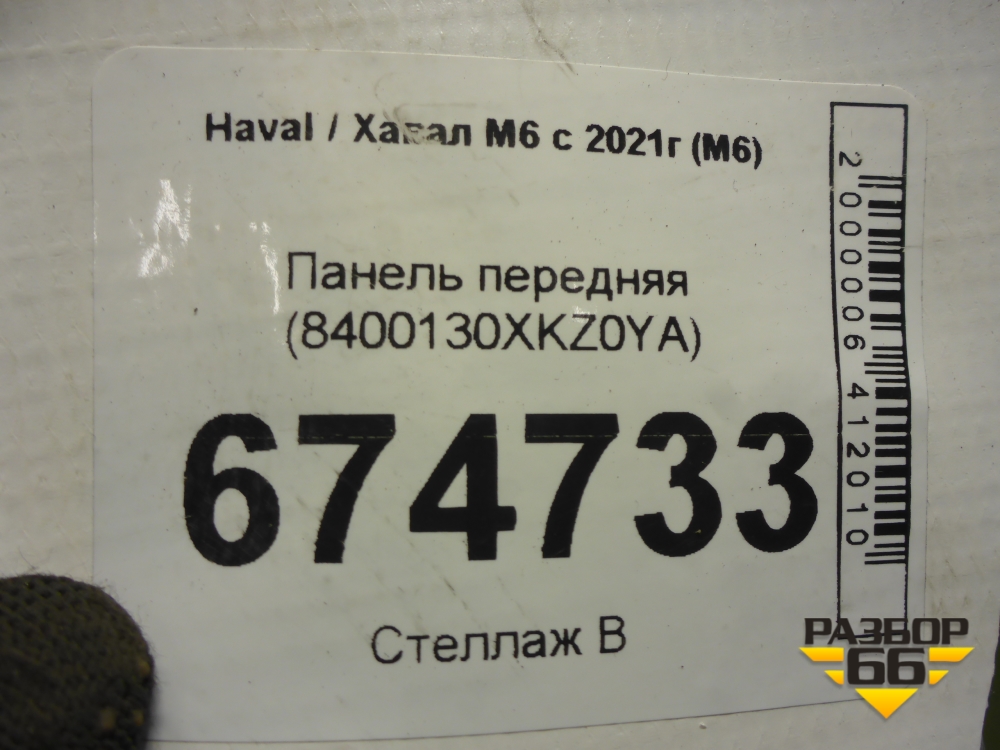 Haval / Хавал М6 с 2021г (М6)
Панель передняя
(8400130XKZ0YA)
674733
Стеллаж В
2000006412010
РАЗБОР
66